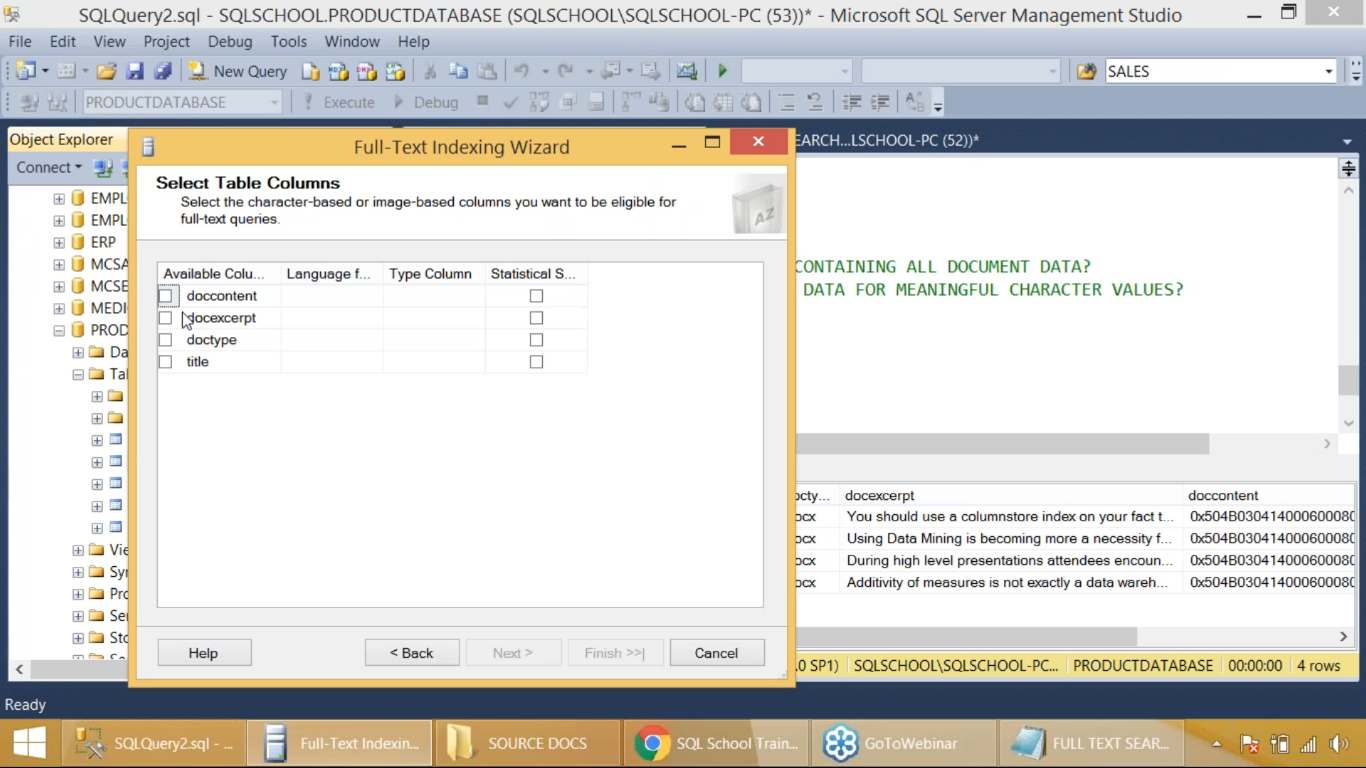 SQLQuery2.sql - SQLSCHOOL.PRODUCTDATABASE (SQLSCHOOL\SQLSCHOOL-PC (53))* - Microsoft SQL Server Management Studio
File Edit View Project Debug Tools Window Help
New Query SALES
PRODUCTDATABASE Execute Debug
Object Explorer
Full-Text Indexing Wizard
EARCH...LSCHOOL-PC (52))*
Connect
Select Table Columns
Select the character-based or image-based columns you want to be eligible for
full-text queries.
AZ
EMPL
EMPL
ERP
MCSA
MCSE
MEDI
PROD
Da
Tal
Vie
Syr
Pro
Ser
Sto
Available Colu... Language f... Type Column Statistical S...
doccontent
docexcerpt
doctype
title
CONTAINING ALL DOCUMENT DATA?
DATA FOR MEANINGFUL CHARACTER VALUES?
octy... docexcerpt doccontent
ocx You should use a columnstore index on your fact t... 0x504B03041400060008
ocx Using Data Mining is becoming more a necessity f... 0x504B03041400060008
ocx During high level presentations attendees encoun... 0x504B03041400060008
ocx Additivity of measures is not exactly a data wareh... 0x504B03041400060008
Help < Back Next > Finish >>| Cancel
.0 SP1) SQLSCHOOL\SQLSCHOOL-PC... PRODUCTDATABASE 00:00:00 4 rows
Ready
SQLQuery2.sql - ... Full-Text Indexin... SOURCE DOCS SQL School Train... GoToWebinar FULL TEXT SEAR...